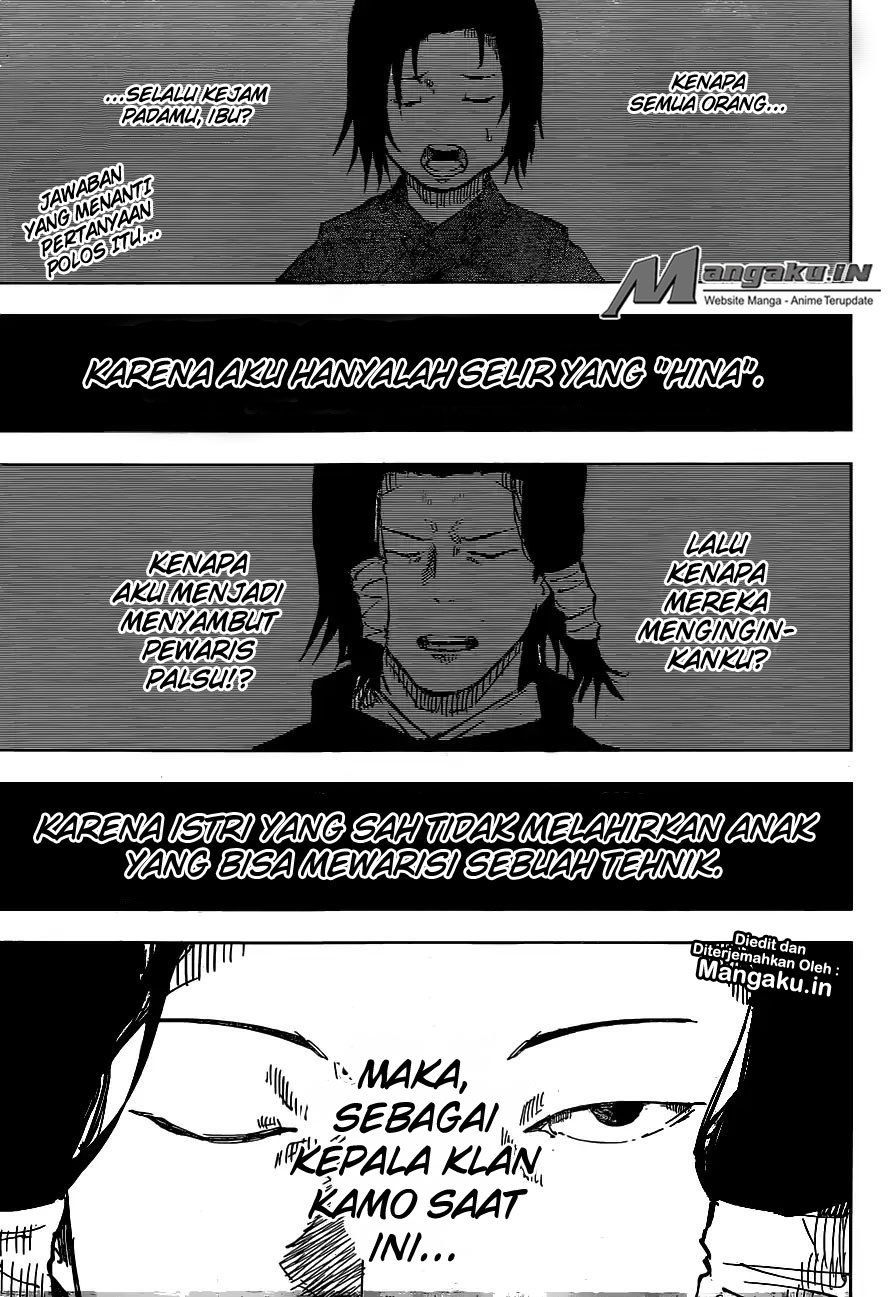 KENAPA
SEMUA ORANG...
...SELALU KEJAM
PADAMU, IBU?
JAWABAN
YANG MENANTI
PERTANYAAN
POLOS ITU...
Mangaku.IN
Website Manga - Anime Terupdate
KARENA AKU HANYALAH SELIR YANG "HINA".
LALU
KENAPA
MEREKA
MENGINGIN-
KANKU?
KENAPA
AKU MENJADI
MENYAMBUT
PEWARIS
PALSU!?
KARENA ISTRI YANG SAH TIDAK MELAHIRKAN ANAK
YANG BISA MEWARISI SEBUAH TEHNIK.
Diedit dan
Diterjemahkan Oleh :
Mangaku.in
MAKA,
SEBAGAI
KEPALA KLAN
KAMO SAAT
INI...